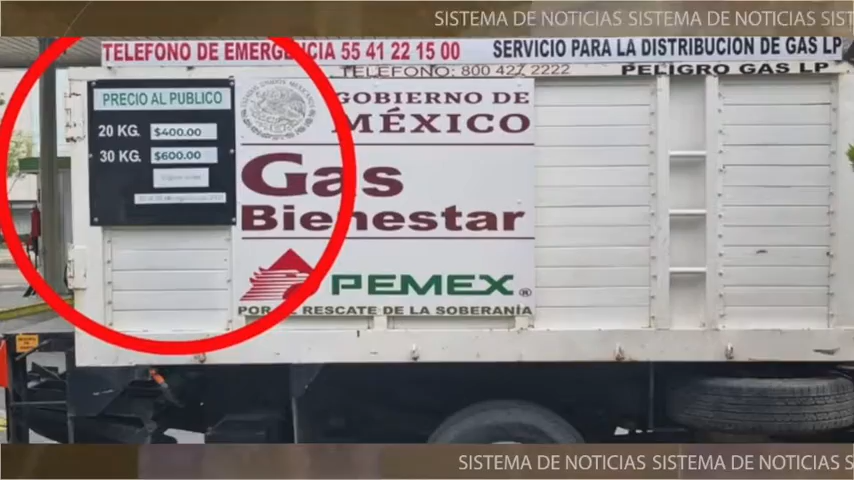 SISTEMA DE NOTICIAS SISTEMA DE NOTICIAS SIST
TELEFONO DE EMERGENCIA 55 41 22 15 00
SERVICIO PARA LA DISTRIBUCION DE GAS LP
TELEFONO: 800 427 2222
PELIGRO GAS LP
PRECIO AL PUBLICO
20 KG. $400.00
30 KG. $600.00
GOBIERNO DE
MÉXICO
Gas
Bienestar
PEMEX®
POR EL RESCATE DE LA SOBERANÍA
SISTEMA DE NOTICIAS SISTEMA DE NOTICIAS S